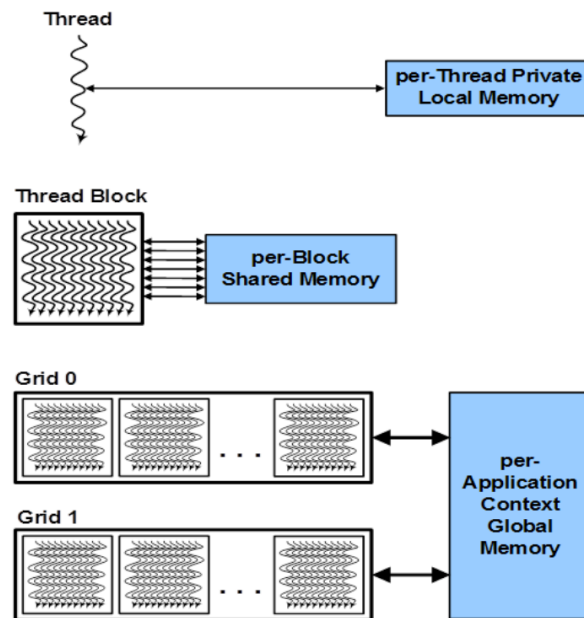 Thread
per-Thread Private
Local Memory
Thread Block
per-Block
Shared Memory
Grid 0
. . .
per-
Application
Context
Global
Memory
Grid 1
. . .